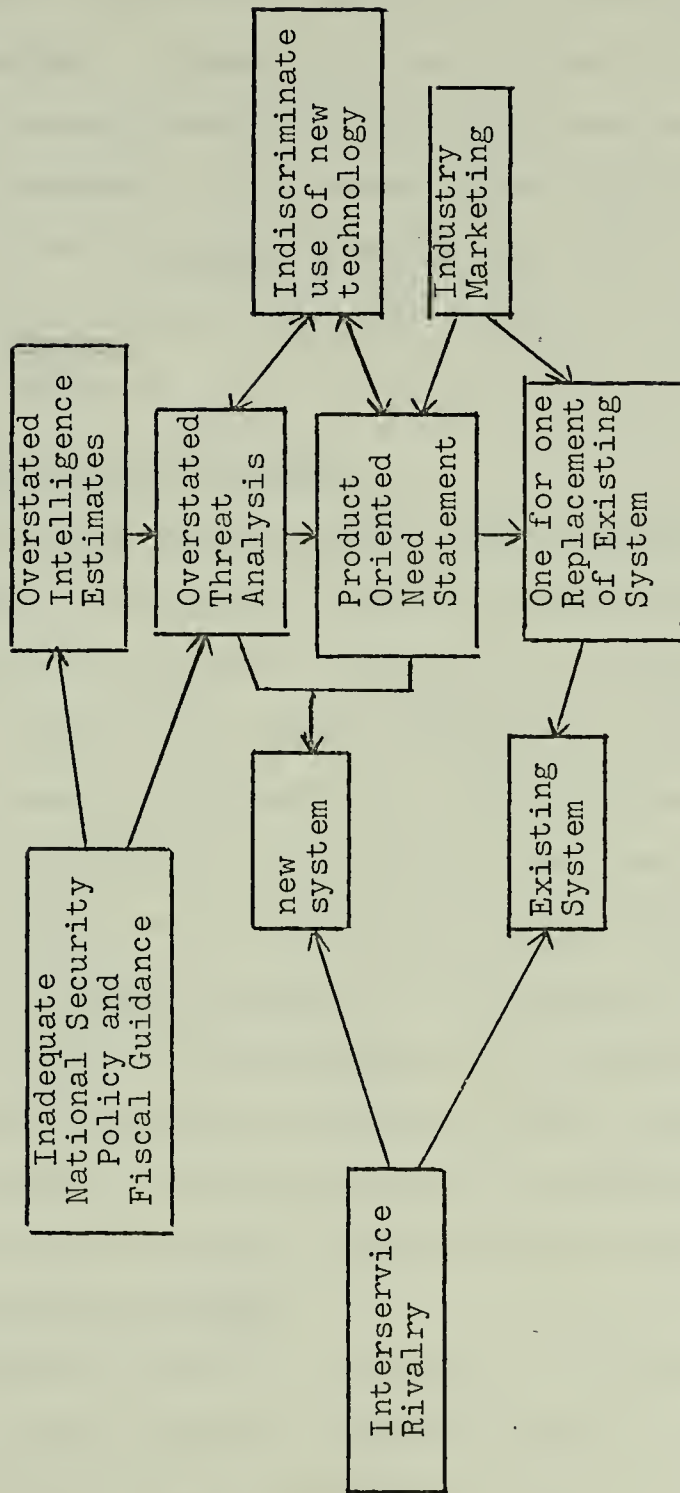 Inadequate
National Security
Policy and
Fiscal Guidance
Overstated
Intelligence
Estimates
Overstated
Threat
Analysis
Indiscriminate
use of new
technology
new
system
Product
Oriented
Need
Statement
Industry
Marketing
Interservice
Rivalry
Existing
System
One for one
Replacement
of Existing
System